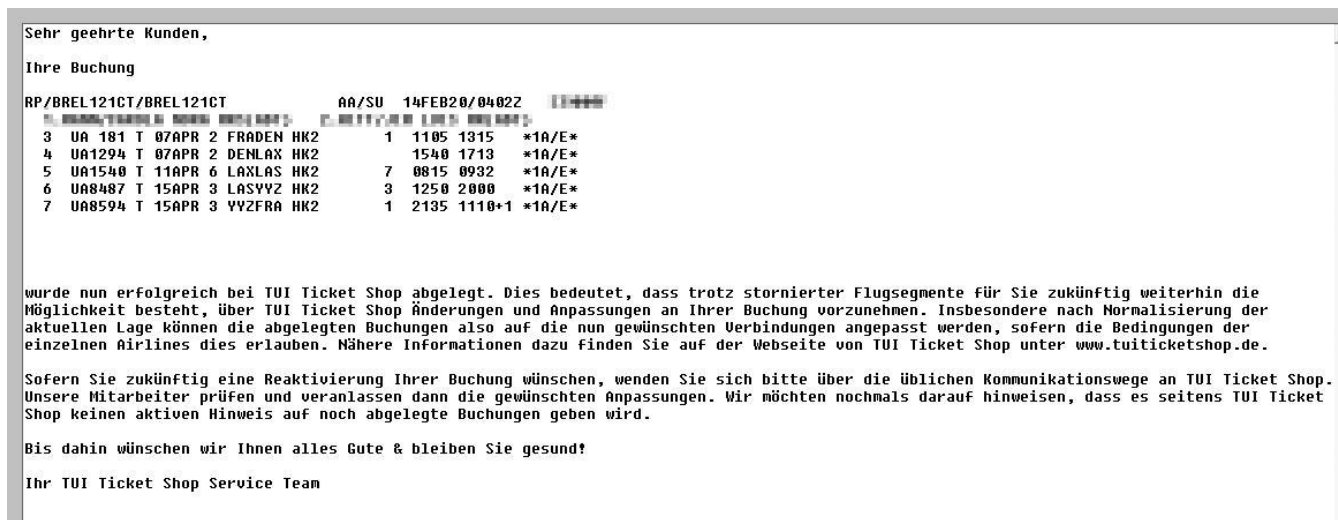 Sehr geehrte Kunden,
Ihre Buchung
RP/BREL121CT/BREL121CT AA/SU 14FEB20/0402Z
3 UA 181 T 07APR 2 FRADEN HK2 1 1105 1315 *1A/E*
4 UA1294 T 07APR 2 DENLAX HK2 1540 1713 *1A/E*
5 UA1540 T 11APR 6 LAXLAS HK2 7 0815 0932 *1A/E*
6 UA8487 T 15APR 3 LASYYZ HK2 3 1250 2000 *1A/E*
7 UA8594 T 15APR 3 YYZFRA HK2 1 2135 1110+1 *1A/E*
wurde nun erfolgreich bei TUI Ticket Shop abgelegt. Dies bedeutet, dass trotz stornierter Flugsegmente für Sie zukünftig weiterhin die
Möglichkeit besteht, über TUI Ticket Shop Änderungen und Anpassungen an Ihrer Buchung vorzunehmen. Insbesondere nach Normalisierung der
aktuellen Lage können die abgelegten Buchungen also auf die nun gewünschten Verbindungen angepasst werden, sofern die Bedingungen der
einzelnen Airlines dies erlauben. Nähere Informationen dazu finden Sie auf der Webseite von TUI Ticket Shop unter www.tuiticketshop.de.
Sofern Sie zukünftig eine Reaktivierung Ihrer Buchung wünschen, wenden Sie sich bitte über die üblichen Kommunikationswege an TUI Ticket Shop.
Unsere Mitarbeiter prüfen und veranlassen dann die gewünschten Anpassungen. Wir möchten nochmals darauf hinweisen, dass es seitens TUI Ticket
Shop keinen aktiven Hinweis auf noch abgelegte Buchungen geben wird.
Bis dahin wünschen wir Ihnen alles Gute & bleiben Sie gesund!
Ihr TUI Ticket Shop Service Team